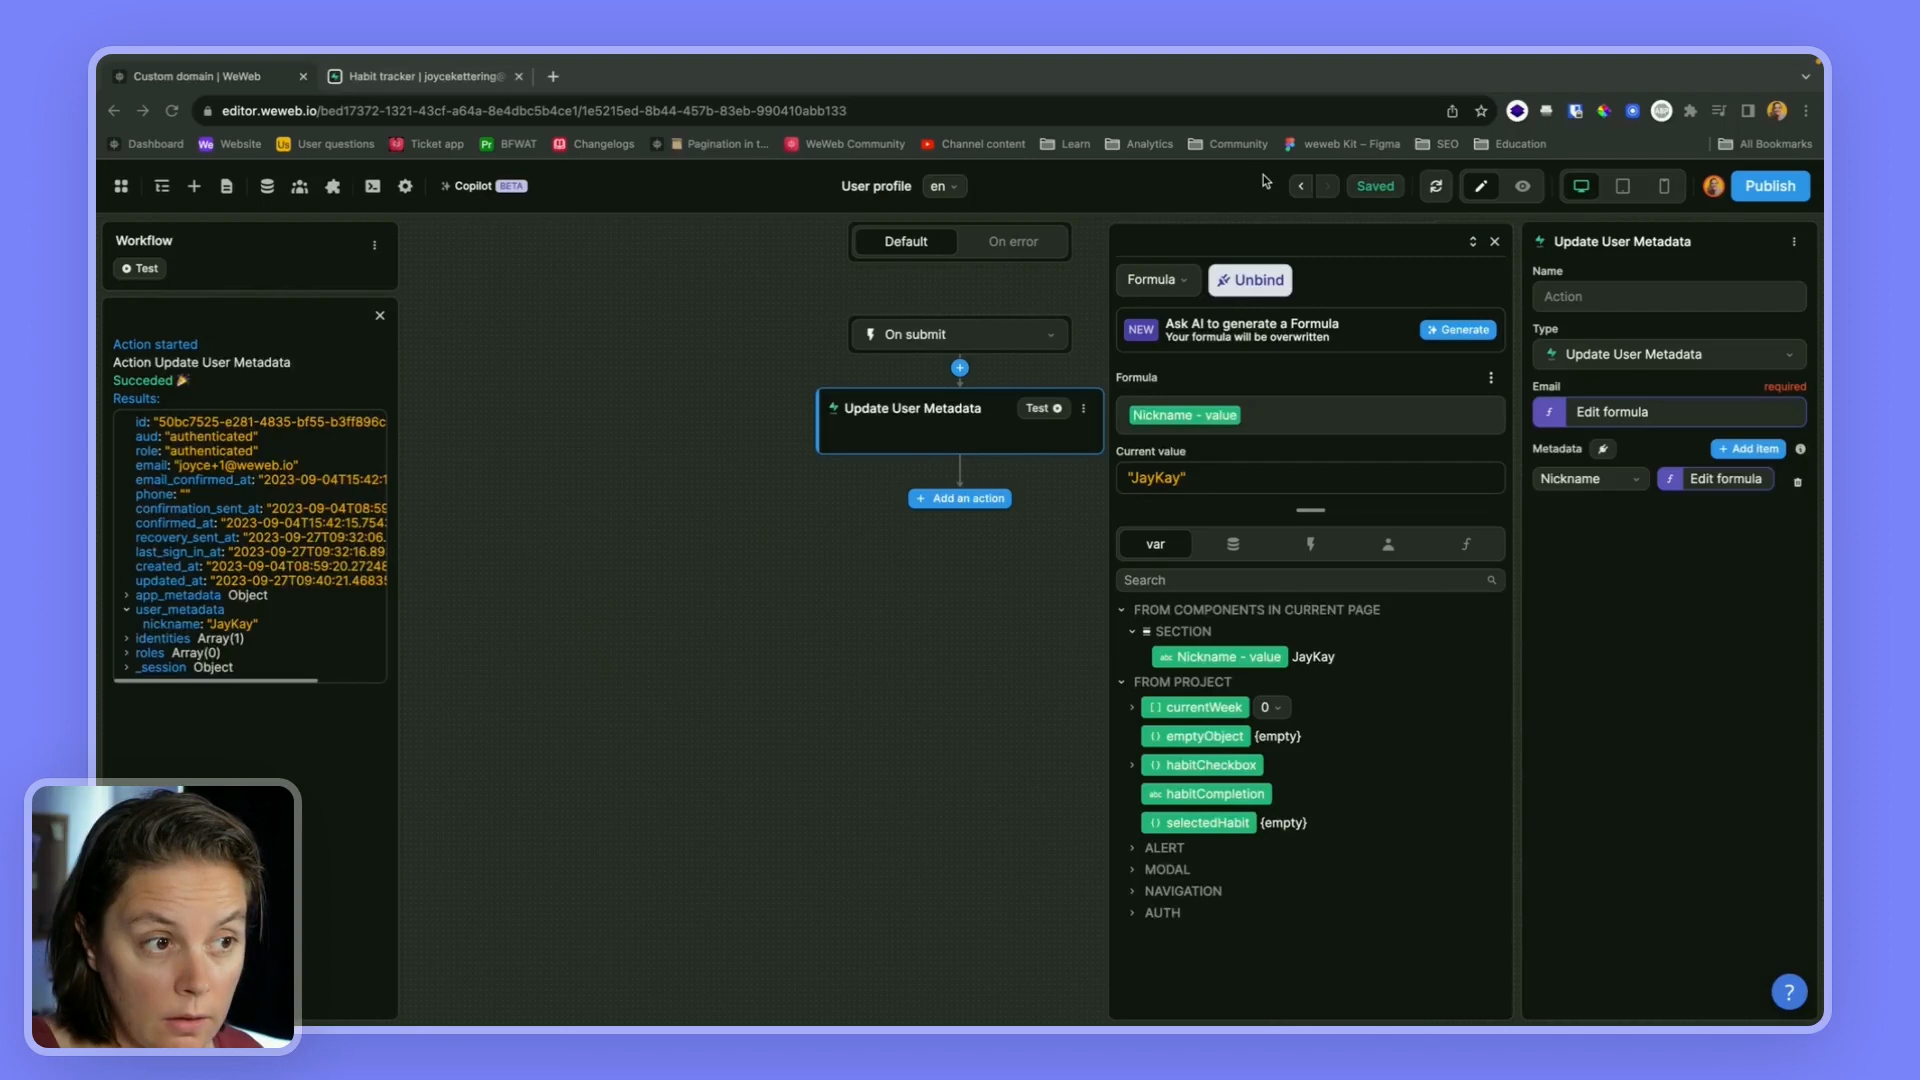 Custom domain | WeWeb
Habit tracker | joycekettering@
editor.weweb.io/bed17372-1321-43cf-a64a-8e4dbc5b4ce1/1e5215ed-8b44-457b-83eb-990410abb133
Dashboard
We Website
Us User questions
Ticket app
Pr BFWAT
Changelogs
Pagination in t...
WeWeb Community
Channel content
Learn
Analytics
Community
weweb Kit – Figma
SEO
Education
All Bookmarks
Copilot BETA
User profile
en
Saved
Publish
Workflow
Test
Action started
Action Update User Metadata
Succeded 🎉
Results:
id: "50bc7525-e281-4835-bf55-b3ff896c
aud: "authenticated"
role: "authenticated"
email: "joyce+1@weweb.io"
email_confirmed_at: "2023-09-04T15:42:1
phone: ""
confirmation_sent_at: "2023-09-04T08:59
confirmed_at: "2023-09-04T15:42:15.754
recovery_sent_at: "2023-09-27T09:32:06.
last_sign_in_at: "2023-09-27T09:32:16.89
created_at: "2023-09-04T08:59:20.27248
updated_at: "2023-09-27T09:40:21.46835
app_metadata Object
user_metadata
nickname: "JayKay"
identities Array(1)
roles Array(0)
_session Object
Default
On error
On submit
Update User Metadata
Test
+ Add an action
Formula
Unbind
NEW
Ask AI to generate a Formula
Your formula will be overwritten
Generate
Formula
Nickname - value
Current value
"JayKay"
var
Search
FROM COMPONENTS IN CURRENT PAGE
SECTION
abc Nickname - value JayKay
FROM PROJECT
[ ] currentWeek 0
{} emptyObject {empty}
{} habitCheckbox
abc habitCompletion
{} selectedHabit {empty}
ALERT
MODAL
NAVIGATION
AUTH
Update User Metadata
Name
Action
Type
Update User Metadata
Email
required
f Edit formula
Metadata
+ Add item
Nickname
f Edit formula
?